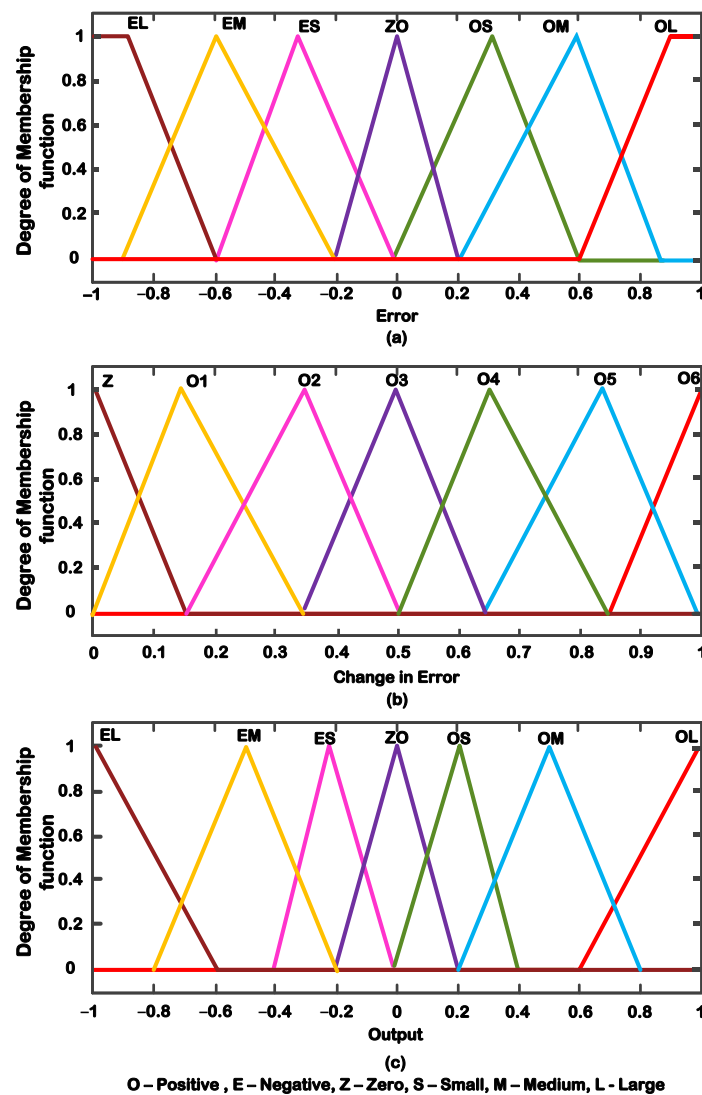 EL EM ES ZO OS OM OL
1
0.8
0.6
0.4
0.2
0
Degree of Membership
function
–1 –0.8 –0.6 –0.4 –0.2 0 0.2 0.4 0.6 0.8 1
Error
(a)
Z O1 O2 O3 O4 O5 O6
1
0.8
0.6
0.4
0.2
0
Degree of Membership
function
0 0.1 0.2 0.3 0.4 0.5 0.6 0.7 0.8 0.9 1
Change in Error
(b)
EL EM ES ZO OS OM OL
1
0.8
0.6
0.4
0.2
0
Degree of Membership
function
–1 –0.8 –0.6 –0.4 –0.2 0 0.2 0.4 0.6 0.8 1
Output
(c)
O – Positive , E – Negative, Z – Zero, S – Small, M – Medium, L - Large